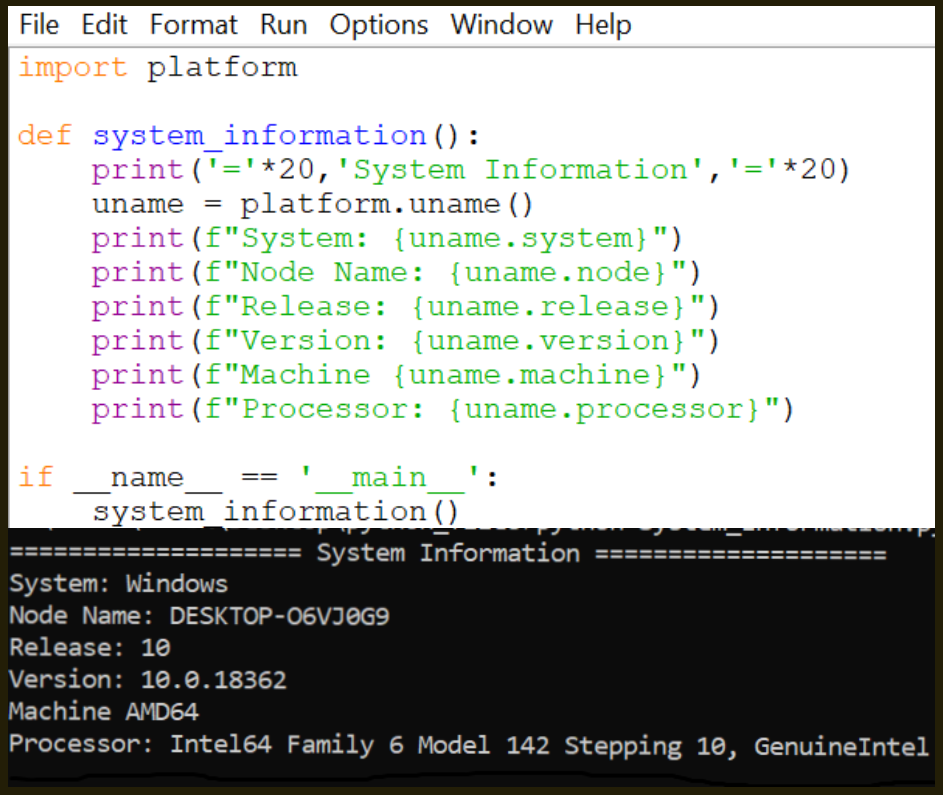 File Edit Format Run Options Window Help
import platform
def system_information():
    print('='*20,'System Information','='*20)
    uname = platform.uname()
    print(f"System: {uname.system}")
    print(f"Node Name: {uname.node}")
    print(f"Release: {uname.release}")
    print(f"Version: {uname.version}")
    print(f"Machine {uname.machine}")
    print(f"Processor: {uname.processor}")
if __name__ == '__main__':
    system_information()
==================== System Information ====================
System: Windows
Node Name: DESKTOP-O6VJ0G9
Release: 10
Version: 10.0.18362
Machine AMD64
Processor: Intel64 Family 6 Model 142 Stepping 10, GenuineIntel